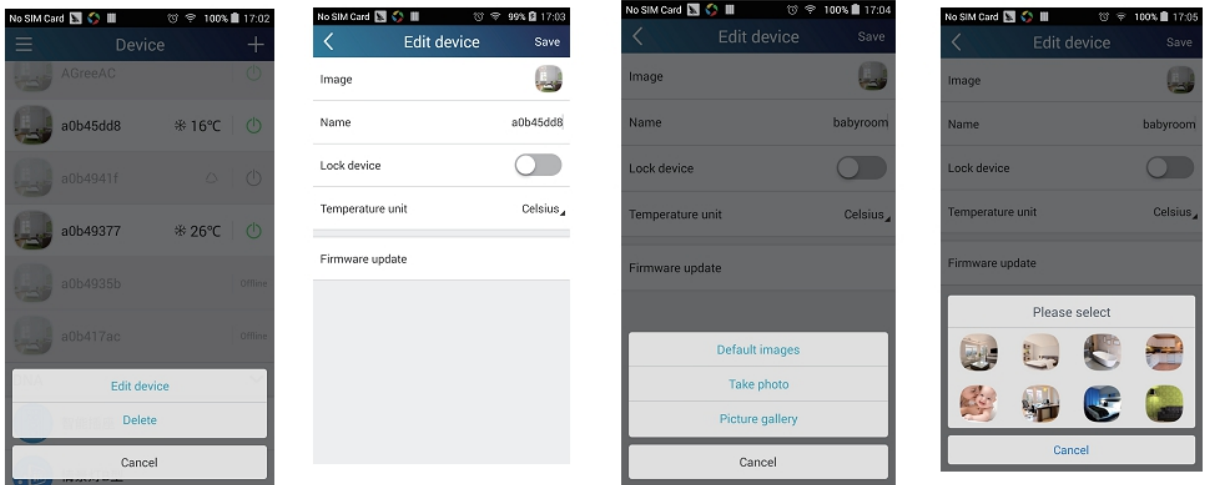 No SIM Card 100% 17:02
Device
AGreeAC
a0b45dd8 16℃
a0b4941f
a0b49377 26℃
a0b4935b Offline
a0b417ac Offline
Edit device
Delete
Cancel
No SIM Card 99% 17:03
Edit device Save
Image
Name a0b45dd8
Lock device
Temperature unit Celsius
Firmware update
No SIM Card 100% 17:04
Edit device Save
Image
Name babyroom
Lock device
Temperature unit Celsius
Firmware update
Default images
Take photo
Picture gallery
Cancel
No SIM Card 100% 17:05
Edit device Save
Image
Name babyroom
Lock device
Temperature unit Celsius
Firmware update
Please select
Cancel